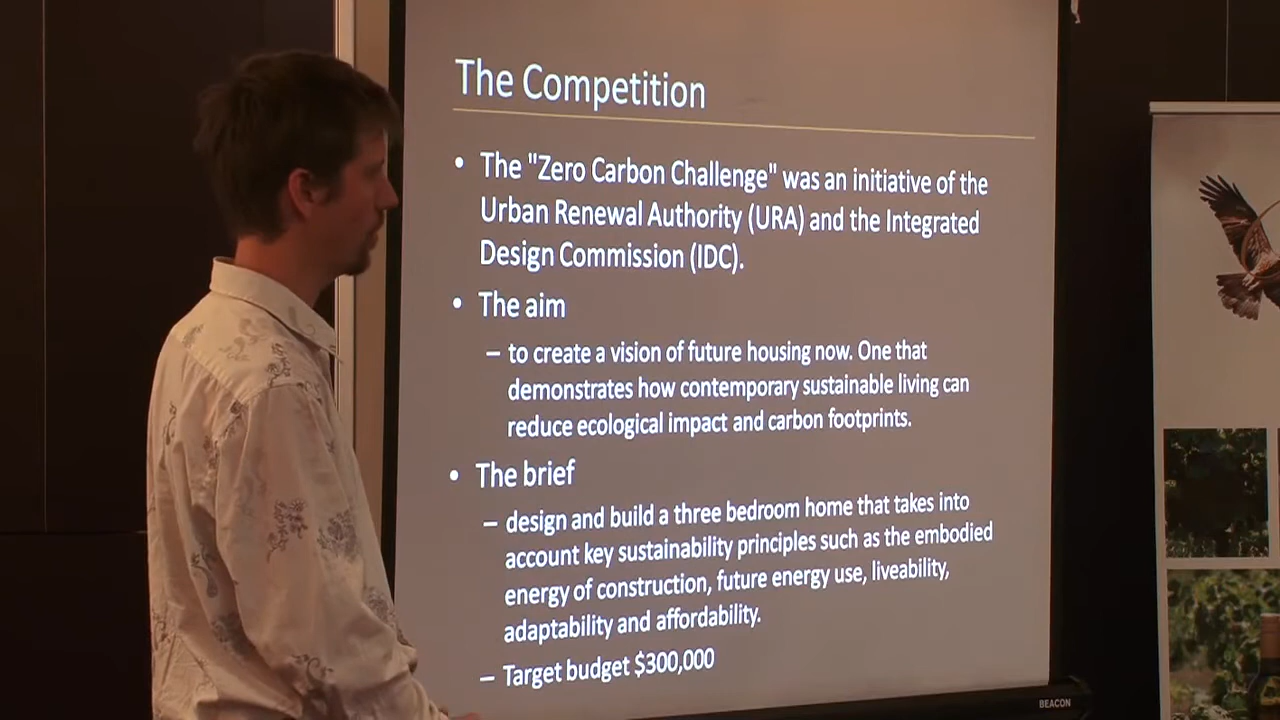 The Competition
• The "Zero Carbon Challenge" was an initiative of the
Urban Renewal Authority (URA) and the Integrated
Design Commission (IDC).
• The aim
– to create a vision of future housing now. One that
demonstrates how contemporary sustainable living can
reduce ecological impact and carbon footprints.
• The brief
– design and build a three bedroom home that takes into
account key sustainability principles such as the embodied
energy of construction, future energy use, liveability,
adaptability and affordability.
– Target budget $300,000
BEACON